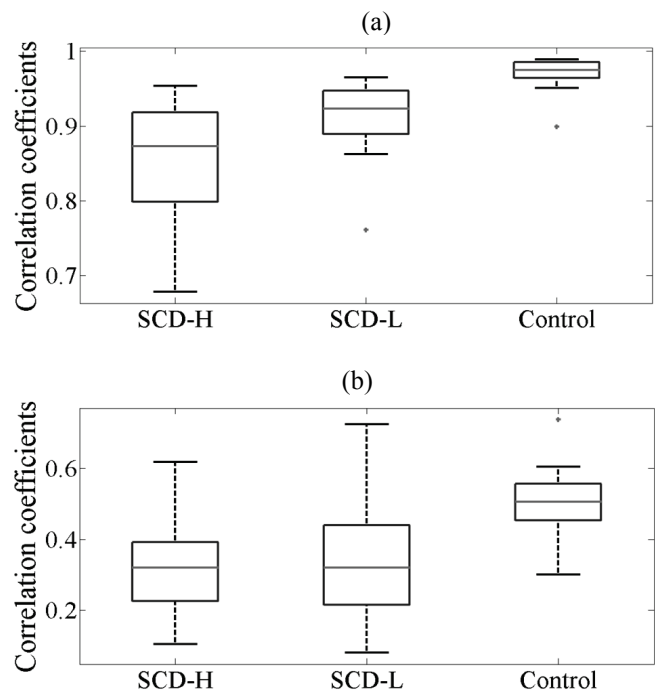 (a)
Correlation coefficients
1
0.9
0.8
0.7
SCD-H SCD-L Control
(b)
Correlation coefficients
0.6
0.4
0.2
SCD-H SCD-L Control